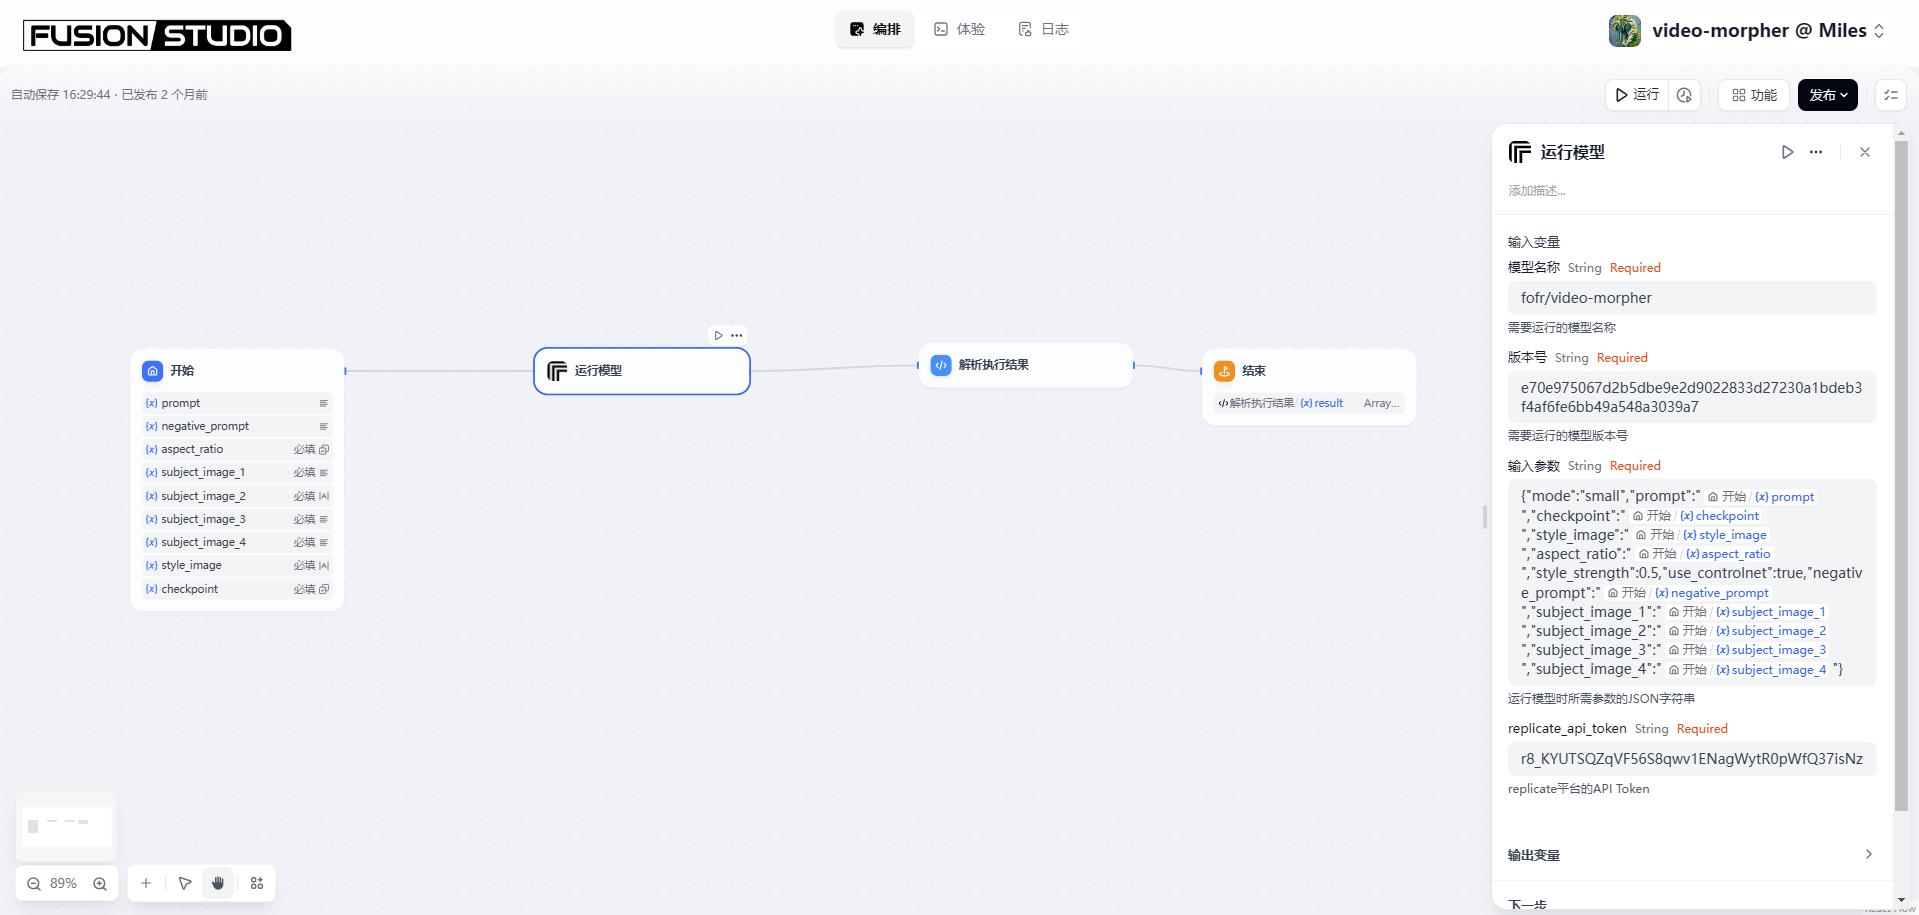 FUSION STUDIO
编排
体验
日志
video-morpher @ Miles
自动保存 16:29:44 · 已发布 2 个月前
运行
功能
发布
开始
prompt
negative_prompt
aspect_ratio 必填
subject_image_1 必填
subject_image_2 必填
subject_image_3 必填
subject_image_4 必填
style_image 必填
checkpoint 必填
运行模型
解析执行结果
结束
解析执行结果/{x} result Array...
89%
运行模型
添加描述...
输入变量
模型名称 String Required
fofr/video-morpher
需要运行的模型名称
版本号 String Required
e70e975067d2b5dbe9e2d9022833d27230a1bdeb3
f4af6fe6bb49a548a3039a7
需要运行的模型版本号
输入参数 String Required
{"mode":"small","prompt":" 开始/{x} prompt
","checkpoint":" 开始/{x} checkpoint
","style_image":" 开始/{x} style_image
","aspect_ratio":" 开始/{x} aspect_ratio
","style_strength":0.5,"use_controlnet":true,"negativ
e_prompt":" 开始/{x} negative_prompt
","subject_image_1":" 开始/{x} subject_image_1
","subject_image_2":" 开始/{x} subject_image_2
","subject_image_3":" 开始/{x} subject_image_3
","subject_image_4":" 开始/{x} subject_image_4 "}
运行模型时所需参数的JSON字符串
replicate_api_token String Required
r8_KYUTSQZqVF56S8qwv1ENagWytR0pWfQ37isNz
replicate平台的API Token
输出变量
下一步